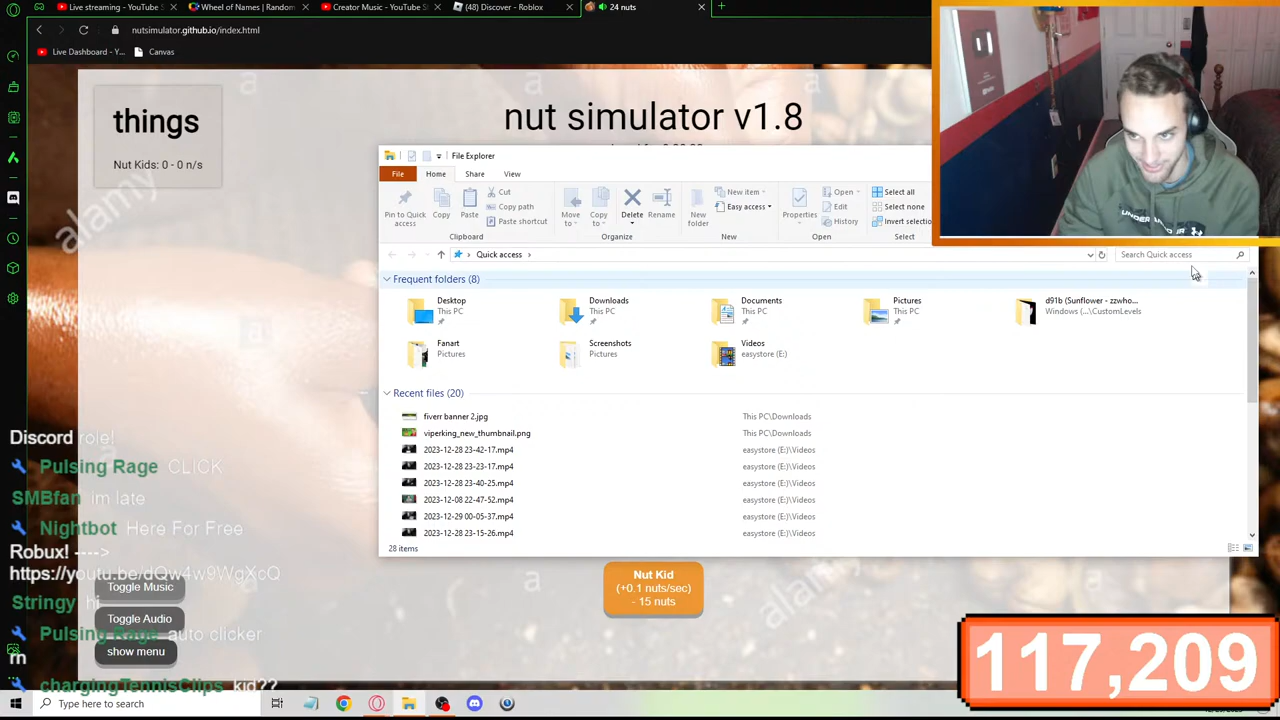 Live streaming - YouTube St
Wheel of Names | Random
Creator Music - YouTube S
(48) Discover - Roblox
24 nuts
nutsimulator.github.io/index.html
Live Dashboard - Y...
Canvas
things
Nut Kids: 0 - 0 n/s
nut simulator v1.8
File Explorer
File
Home
Share
View
Pin to Quick access
Copy
Paste
Cut
Copy path
Paste shortcut
Move to
Copy to
Delete
Rename
New folder
New item
Easy access
Properties
Open
Edit
History
Select all
Select none
Invert selectio
Clipboard
Organize
New
Open
Select
Quick access
Search Quick access
Frequent folders (8)
Desktop
This PC
Downloads
This PC
Documents
This PC
Pictures
This PC
d91b (Sunflower - zzwho...
Windows (...\CustomLevels
Fanart
Pictures
Screenshots
Pictures
Videos
easystore (E:)
Recent files (20)
fiverr banner 2.jpg This PC\Downloads
viperking_new_thumbnail.png This PC\Downloads
2023-12-28 23-42-17.mp4 easystore (E:)\Videos
2023-12-28 23-23-17.mp4 easystore (E:)\Videos
2023-12-28 23-40-25.mp4 easystore (E:)\Videos
2023-12-08 22-47-52.mp4 easystore (E:)\Videos
2023-12-29 00-05-37.mp4 easystore (E:)\Videos
2023-12-28 23-15-26.mp4 easystore (E:)\Videos
28 items
Discord role!
Pulsing Rage CLICK
SMBfan im late
Nightbot Here For Free
Robux! ---->
https://youtu.be/dQw4w9WgXcQ
Toggle Music
Stringy hi
Toggle Audio
Pulsing Rage auto clicker
show menu
m
chargingTennisClips kid??
Nut Kid
(+0.1 nuts/sec)
- 15 nuts
117,209
Type here to search